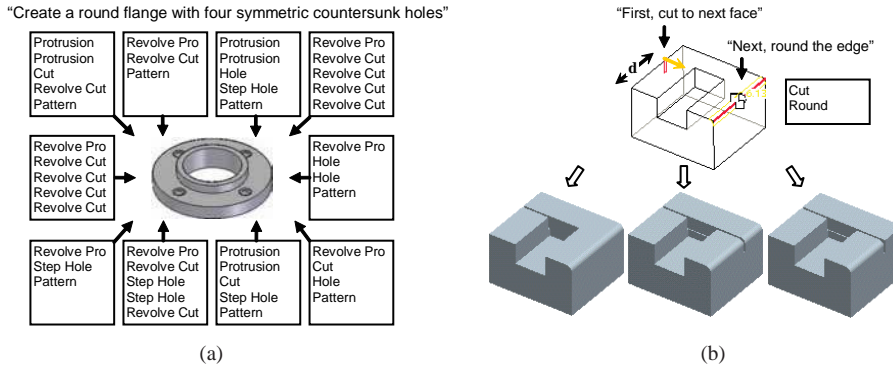 “Create a round flange with four symmetric countersunk holes”
Protrusion
Protrusion
Cut
Revolve Cut
Pattern
Revolve Pro
Revolve Cut
Pattern
Protrusion
Protrusion
Hole
Step Hole
Pattern
Revolve Pro
Revolve Cut
Revolve Cut
Revolve Cut
Revolve Cut
Revolve Pro
Revolve Cut
Revolve Cut
Revolve Cut
Revolve Cut
Revolve Pro
Hole
Hole
Pattern
Revolve Pro
Step Hole
Pattern
Revolve Pro
Revolve Cut
Step Hole
Step Hole
Revolve Cut
Protrusion
Protrusion
Cut
Step Hole
Pattern
Revolve Pro
Cut
Hole
Pattern
(a)
“First, cut to next face”
“Next, round the edge”
d
Cut
Round
(b)